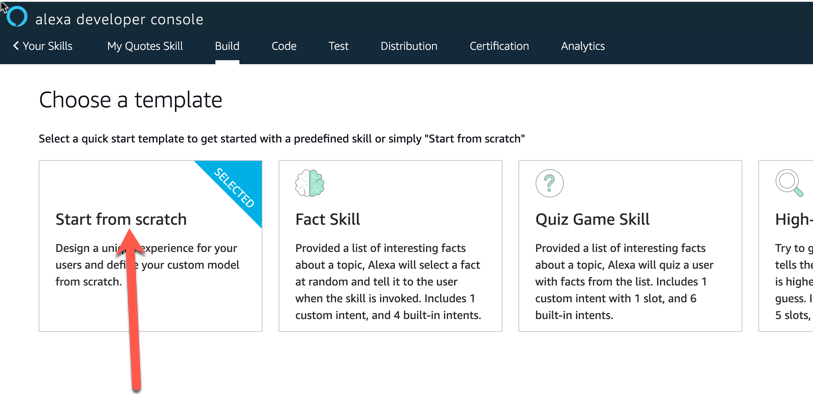 alexa developer console
Your Skills My Quotes Skill Build Code Test Distribution Certification Analytics
Choose a template
Select a quick start template to get started with a predefined skill or simply "Start from scratch"
SELECTED
Start from scratch
Design a unique experience for your
users and define your custom model
from scratch.
Fact Skill
Provided a list of interesting facts
about a topic, Alexa will select a fact
at random and tell it to the user
when the skill is invoked. Includes 1
custom intent, and 4 built-in intents.
?
Quiz Game Skill
Provided a list of interesting facts
about a topic, Alexa will quiz a user
with facts from the list. Includes 1
custom intent with 1 slot, and 6
built-in intents.
High-
Try to g
tells the
is highe
guess. I
5 slots,